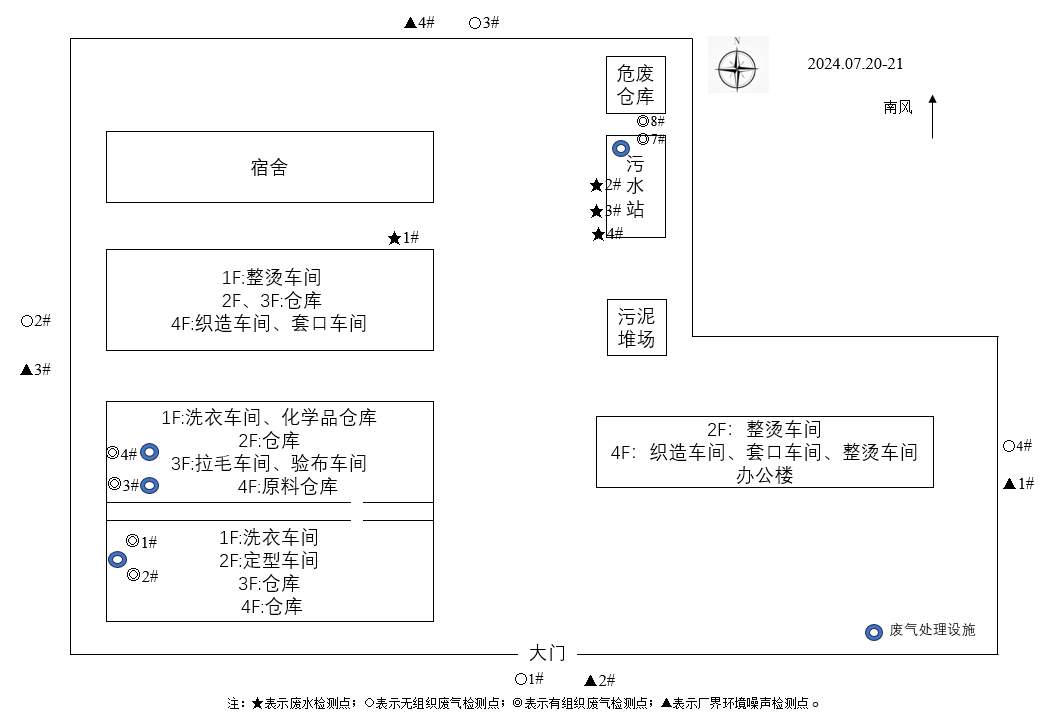 ▲4# ○3#
N
2024.07.20-21
南风
危废
仓库
◎8#
◎7#
污
水
站
★2#
★3#
★4#
宿舍
★1#
1F:整烫车间
2F、3F:仓库
4F:织造车间、套口车间
○2#
▲3#
污泥
堆场
1F:洗衣车间、化学品仓库
2F:仓库
3F:拉毛车间、验布车间
4F:原料仓库
◎4#
◎3#
2F：整烫车间
4F：织造车间、套口车间、整烫车间
办公楼
○4#
▲1#
1F:洗衣车间
2F:定型车间
3F:仓库
4F:仓库
◎1#
◎2#
废气处理设施
大门
○1# ▲2#
注：★表示废水检测点；○表示无组织废气检测点；◎表示有组织废气检测点；▲表示厂界环境噪声检测点。